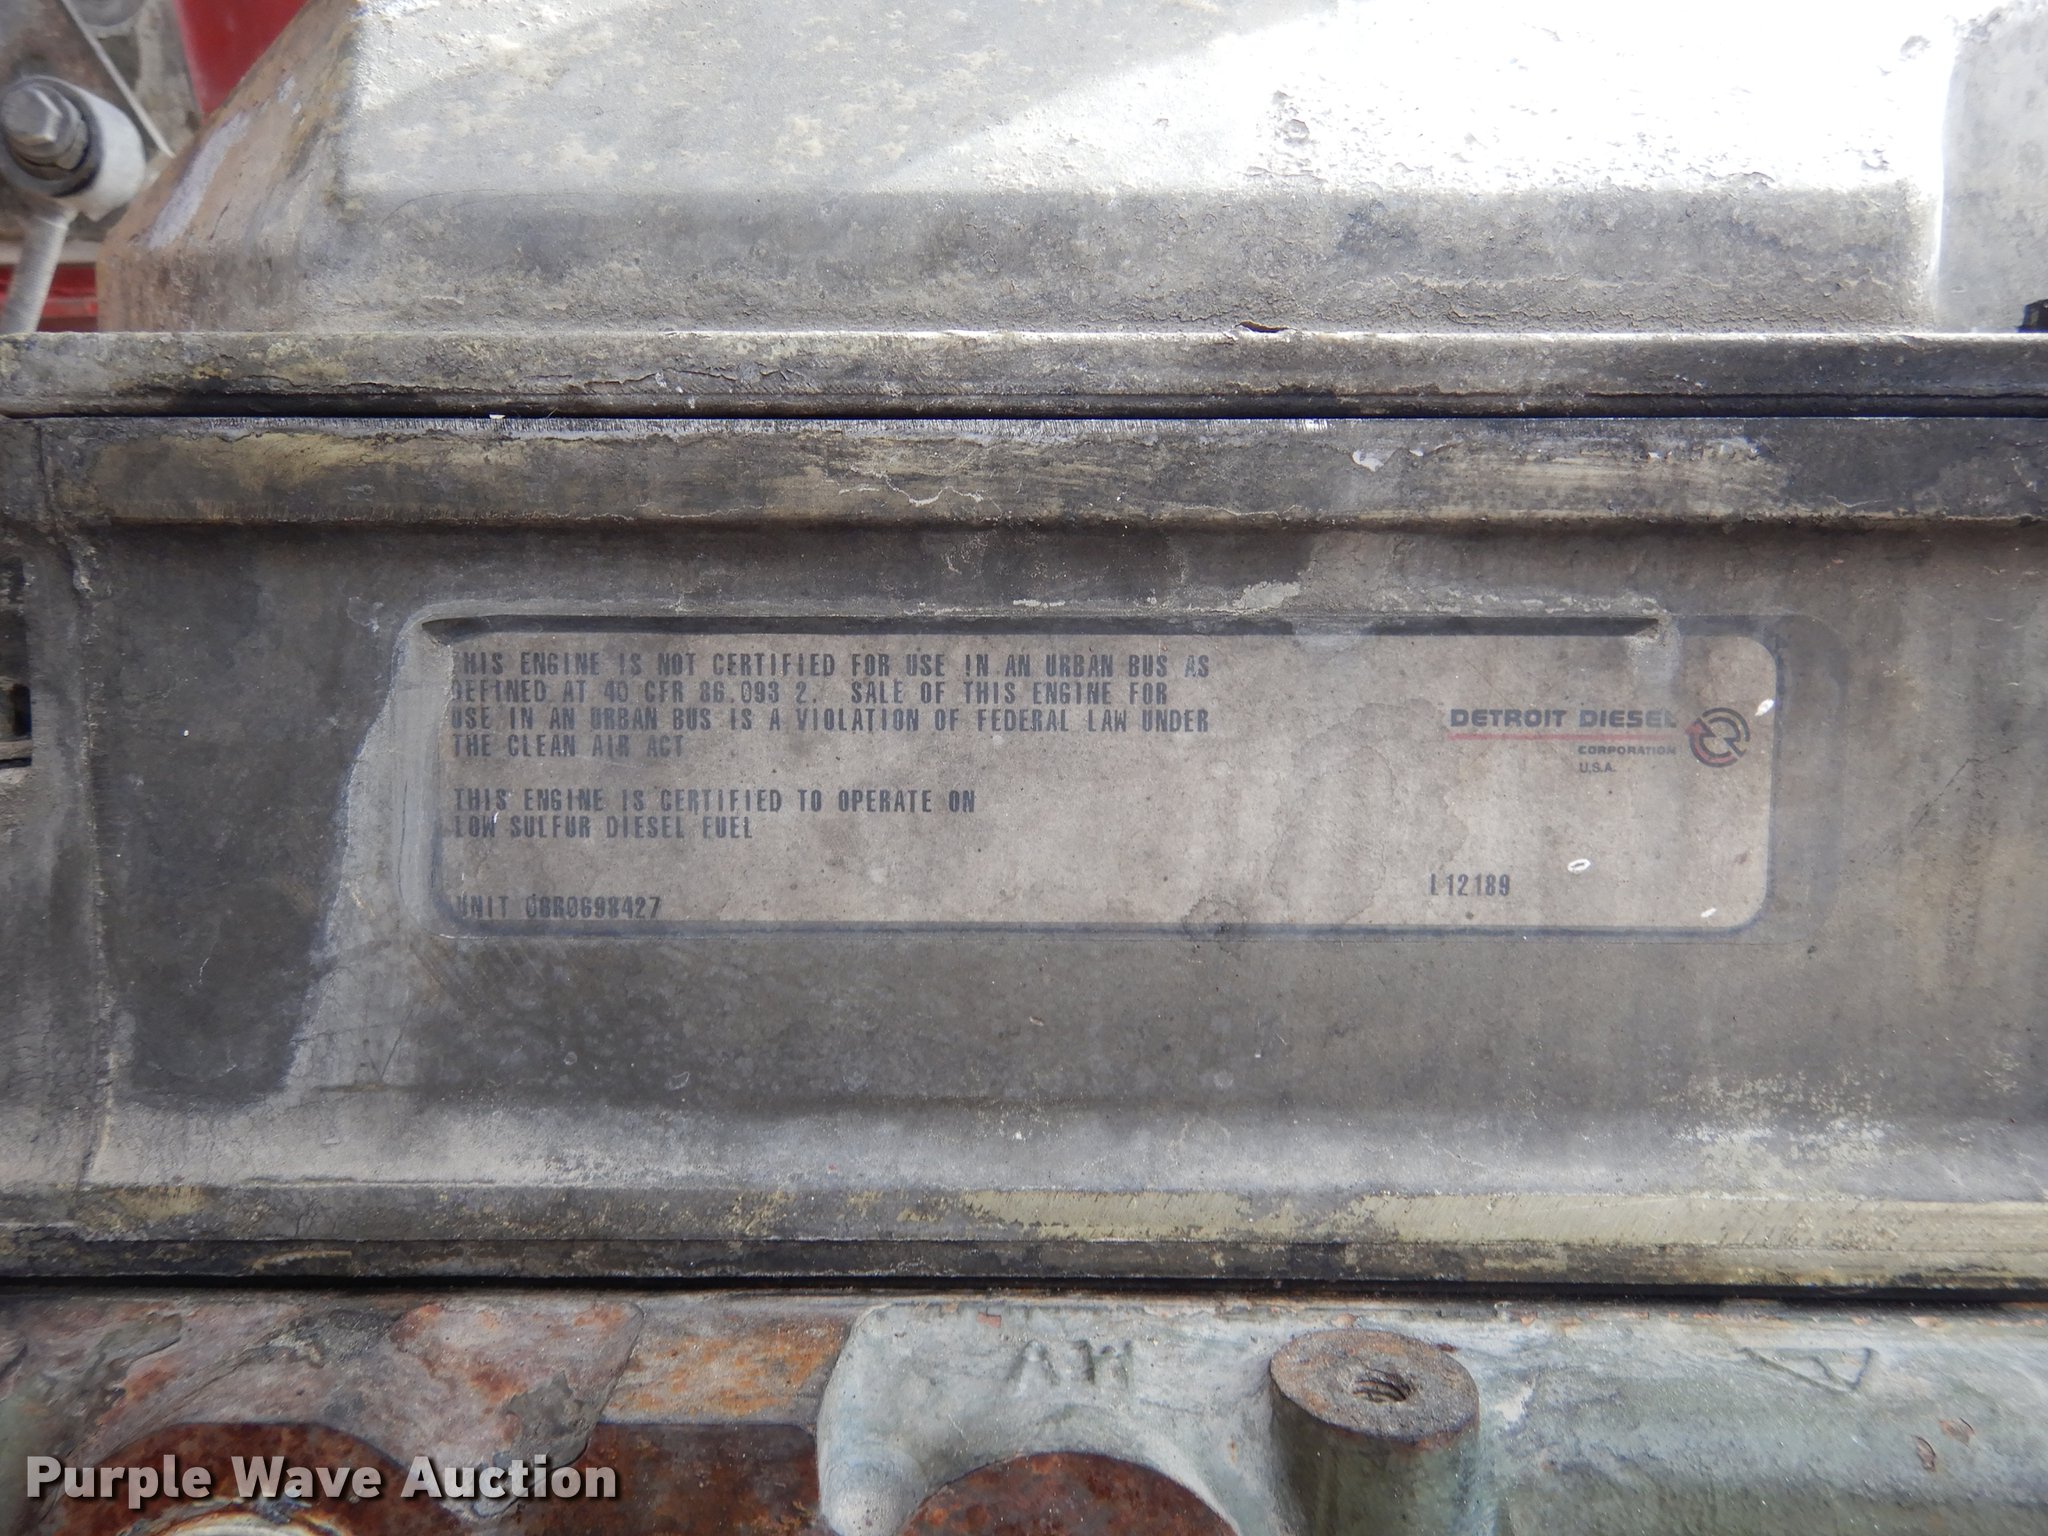 THIS ENGINE IS NOT CERTIFIED FOR USE IN AN URBAN BUS AS
DEFINED AT 40 CFR 86.093 2. SALE OF THIS ENGINE FOR
USE IN AN URBAN BUS IS A VIOLATION OF FEDERAL LAW UNDER
THE CLEAN AIR ACT
DETROIT DIESEL
CORPORATION
U.S.A.
THIS ENGINE IS CERTIFIED TO OPERATE ON
LOW SULFUR DIESEL FUEL
L12189
UNIT 08R0698427
Purple Wave Auction